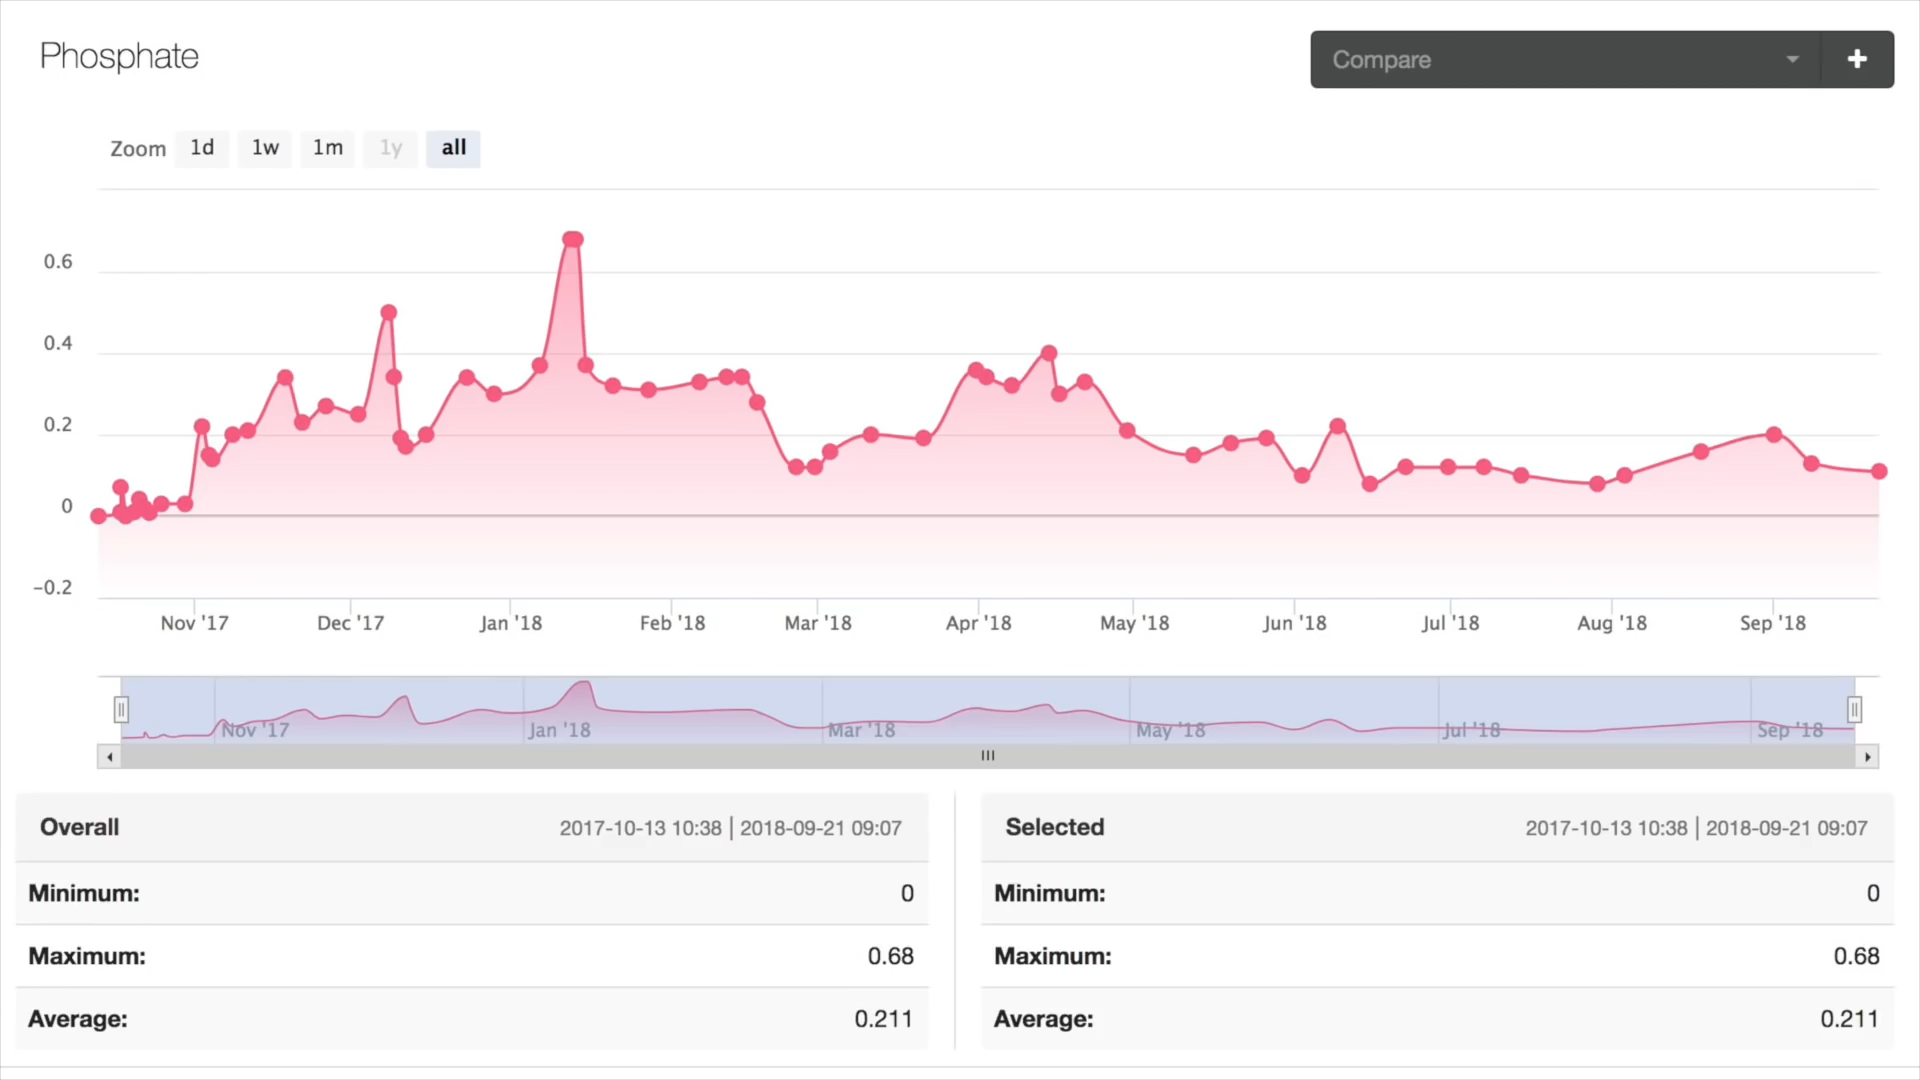 Phosphate
Compare
Zoom 1d 1w 1m 1y all
0.6
0.4
0.2
0
−0.2
Nov '17 Dec '17 Jan '18 Feb '18 Mar '18 Apr '18 May '18 Jun '18 Jul '18 Aug '18 Sep '18
Nov '17 Jan '18 Mar '18 May '18 Jul '18 Sep '18
Overall 2017-10-13 10:38 | 2018-09-21 09:07
Minimum: 0
Maximum: 0.68
Average: 0.211
Selected 2017-10-13 10:38 | 2018-09-21 09:07
Minimum: 0
Maximum: 0.68
Average: 0.211